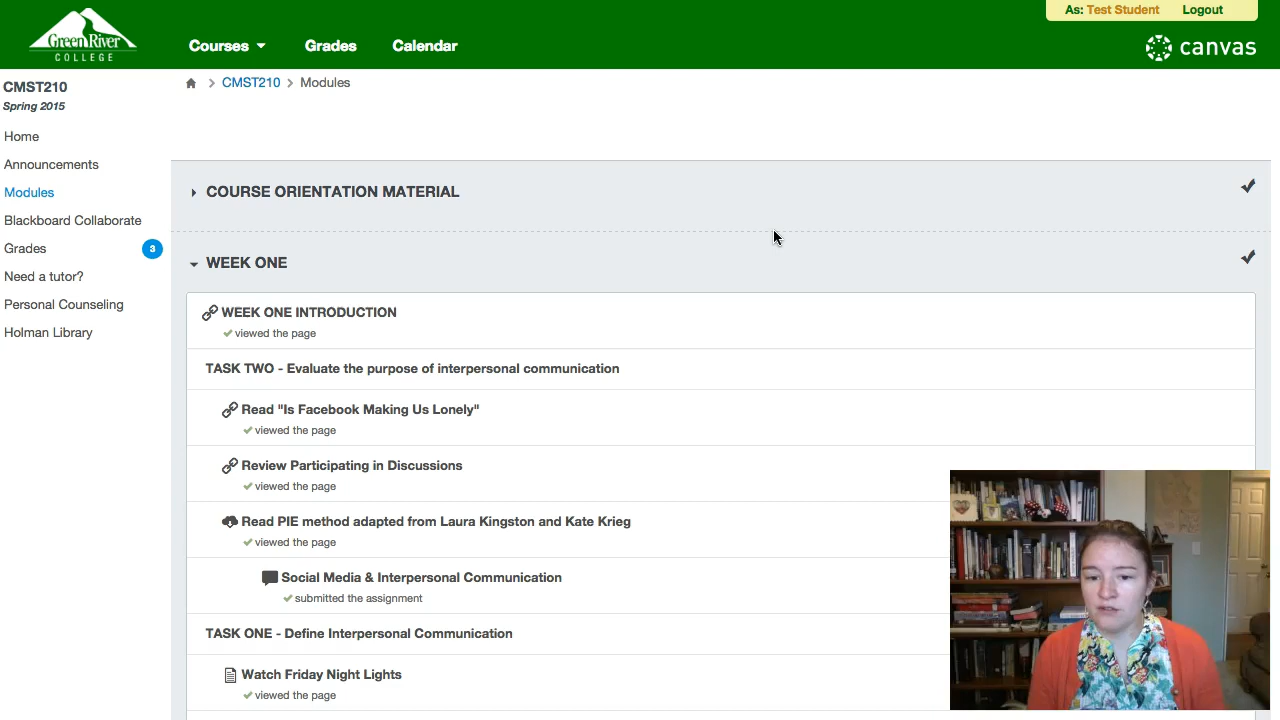 As: Test Student Logout
GreenRiver
COLLEGE
Courses Grades Calendar
canvas
CMST210
Spring 2015
Home
Announcements
Modules
Blackboard Collaborate
Grades 3
Need a tutor?
Personal Counseling
Holman Library
CMST210 Modules
COURSE ORIENTATION MATERIAL
WEEK ONE
WEEK ONE INTRODUCTION
viewed the page
TASK TWO - Evaluate the purpose of interpersonal communication
Read "Is Facebook Making Us Lonely"
viewed the page
Review Participating in Discussions
viewed the page
Read PIE method adapted from Laura Kingston and Kate Krieg
viewed the page
Social Media & Interpersonal Communication
submitted the assignment
TASK ONE - Define Interpersonal Communication
Watch Friday Night Lights
viewed the page